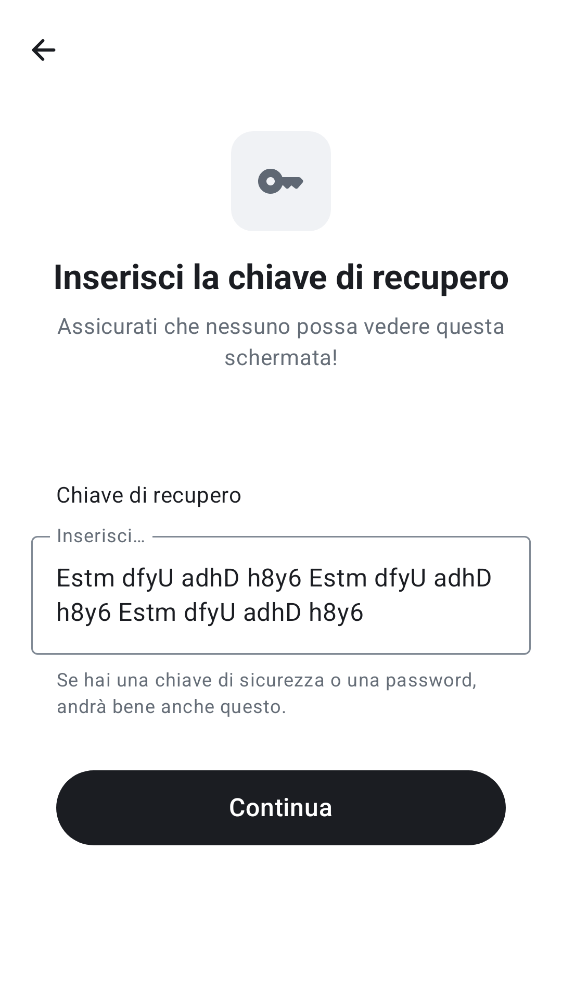 Inserisci la chiave di recupero
Assicurati che nessuno possa vedere questa
schermata!
Chiave di recupero
Inserisci…
Estm dfyU adhD h8y6 Estm dfyU adhD
h8y6 Estm dfyU adhD h8y6
Se hai una chiave di sicurezza o una password,
andrà bene anche questo.
Continua